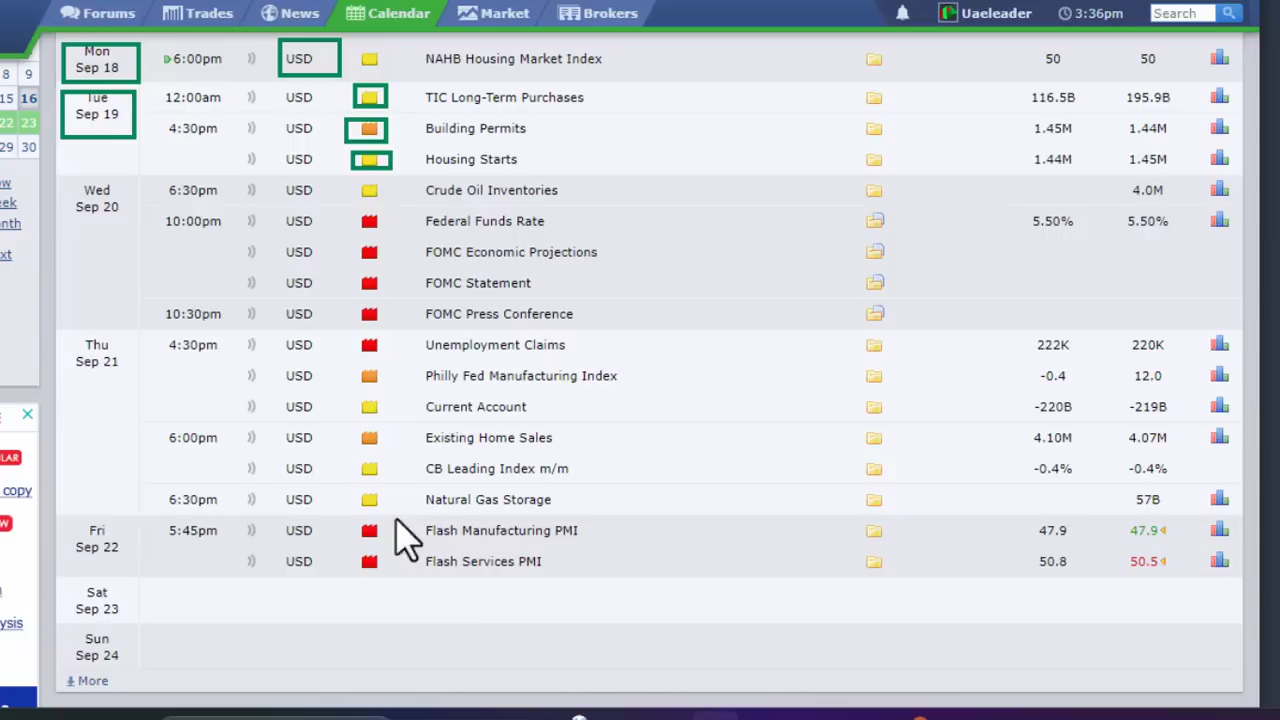 Forums Trades News Calendar Market Brokers Uaeleader 3:36pm Search
Mon
Sep 18 6:00pm USD NAHB Housing Market Index 50 50
Tue
Sep 19 12:00am USD TIC Long-Term Purchases 116.5B 195.9B
4:30pm USD Building Permits 1.45M 1.44M
USD Housing Starts 1.44M 1.45M
Wed
Sep 20 6:30pm USD Crude Oil Inventories 4.0M
10:00pm USD Federal Funds Rate 5.50% 5.50%
USD FOMC Economic Projections
USD FOMC Statement
10:30pm USD FOMC Press Conference
Thu
Sep 21 4:30pm USD Unemployment Claims 222K 220K
USD Philly Fed Manufacturing Index -0.4 12.0
USD Current Account -220B -219B
6:00pm USD Existing Home Sales 4.10M 4.07M
USD CB Leading Index m/m -0.4% -0.4%
6:30pm USD Natural Gas Storage 57B
Fri
Sep 22 5:45pm USD Flash Manufacturing PMI 47.9 47.9
USD Flash Services PMI 50.8 50.5
Sat
Sep 23
Sun
Sep 24
More
8 9
15 16
22 23
29 30
ow
eek
onth
ext
LAR
copy
W
ysis